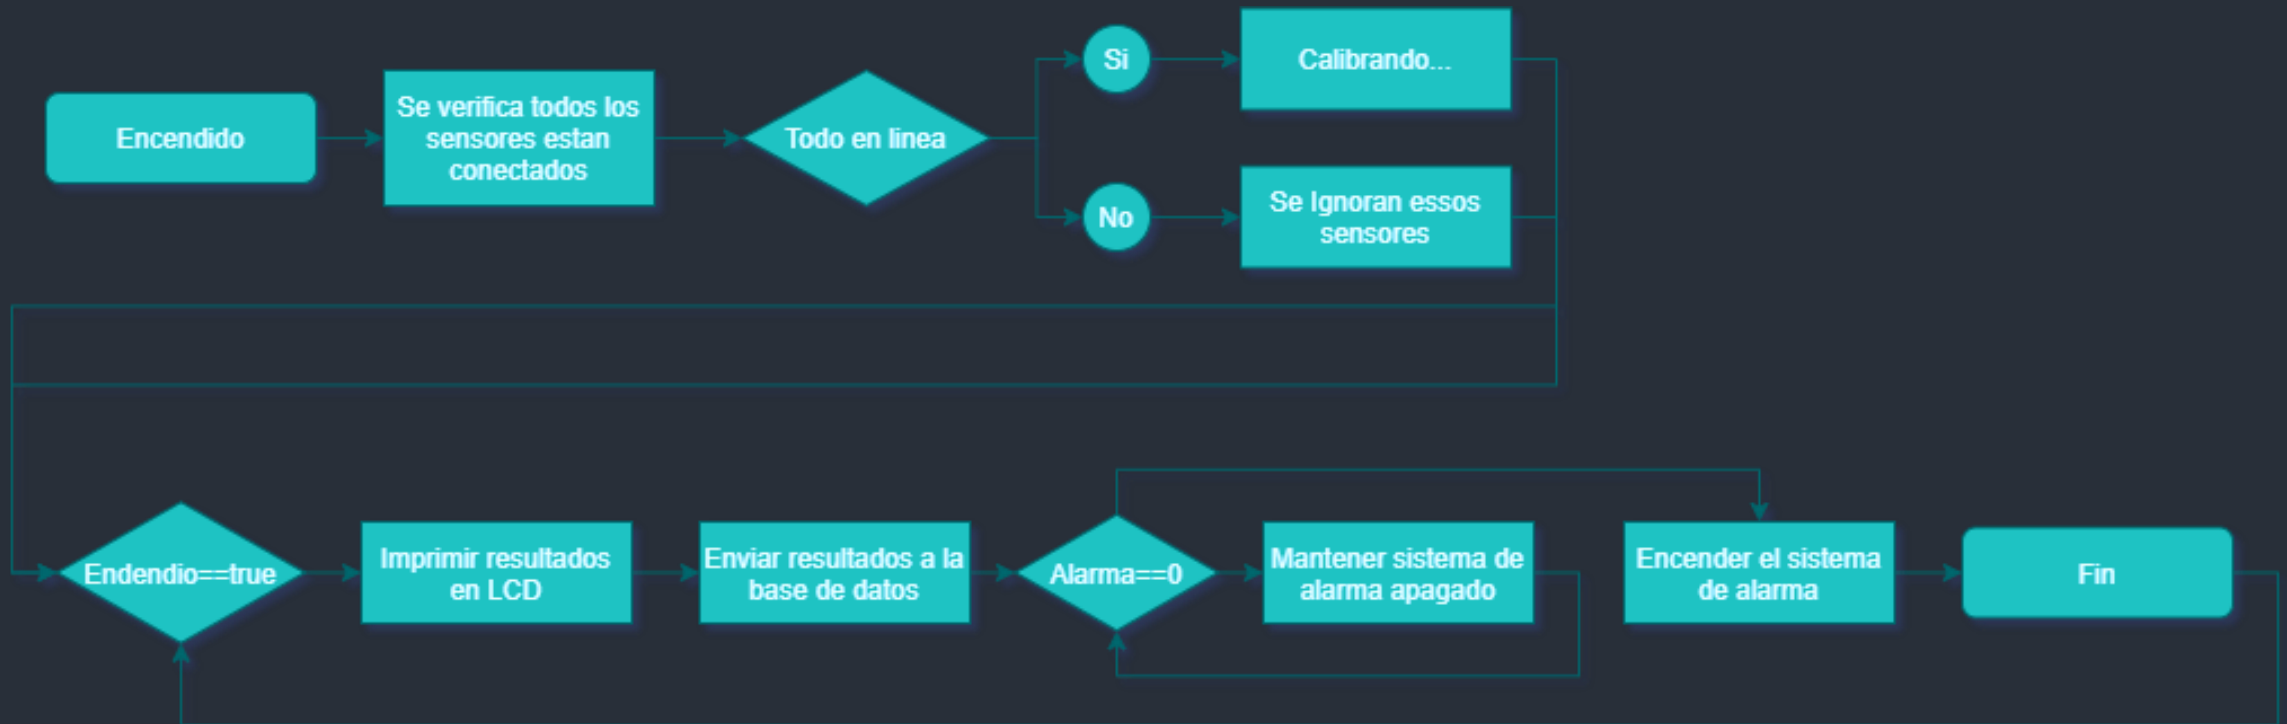 Encendido
Se verifica todos los
sensores estan
conectados
Todo en linea
Si
Calibrando...
No
Se Ignoran essos
sensores
Endendio==true
Imprimir resultados
en LCD
Enviar resultados a la
base de datos
Alarma==0
Mantener sistema de
alarma apagado
Encender el sistema
de alarma
Fin